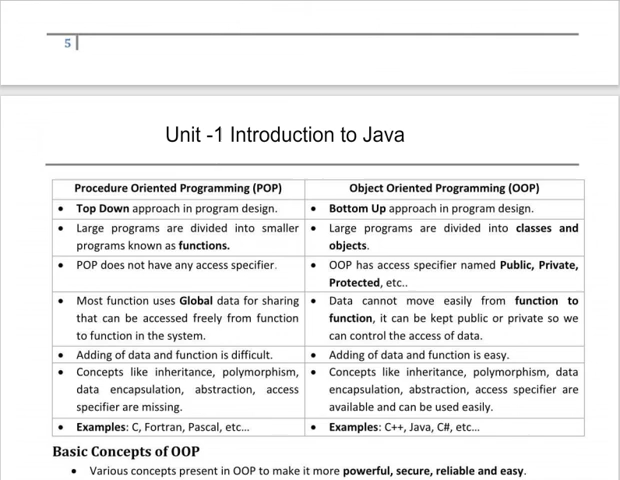 5
Unit -1 Introduction to Java
Procedure Oriented Programming (POP)
Object Oriented Programming (OOP)
• Top Down approach in program design.
• Bottom Up approach in program design.
• Large programs are divided into smaller
programs known as functions.
• Large programs are divided into classes and
objects.
• POP does not have any access specifier.
• OOP has access specifier named Public, Private,
Protected, etc..
• Most function uses Global data for sharing
that can be accessed freely from function
to function in the system.
• Data cannot move easily from function to
function, it can be kept public or private so we
can control the access of data.
• Adding of data and function is difficult.
• Adding of data and function is easy.
• Concepts like inheritance, polymorphism,
data encapsulation, abstraction, access
specifier are missing.
• Concepts like inheritance, polymorphism, data
encapsulation, abstraction, access specifier are
available and can be used easily.
• Examples: C, Fortran, Pascal, etc...
• Examples: C++, Java, C#, etc...
Basic Concepts of OOP
• Various concepts present in OOP to make it more powerful, secure, reliable and easy.